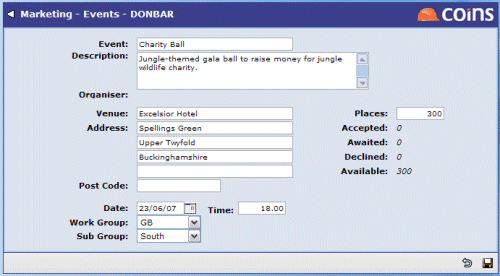 Marketing - Events - DONBAR
COINS
Event: Charity Ball
Description: Jungle-themed gala ball to raise money for jungle
wildlife charity.
Organiser:
Venue: Excelsior Hotel Places: 300
Address: Spellings Green Accepted: 0
Upper Twyfold Awaited: 0
Buckinghamshire Declined: 0
Available: 300
Post Code:
Date: 23/06/07 Time: 18.00
Work Group: GB
Sub Group: South